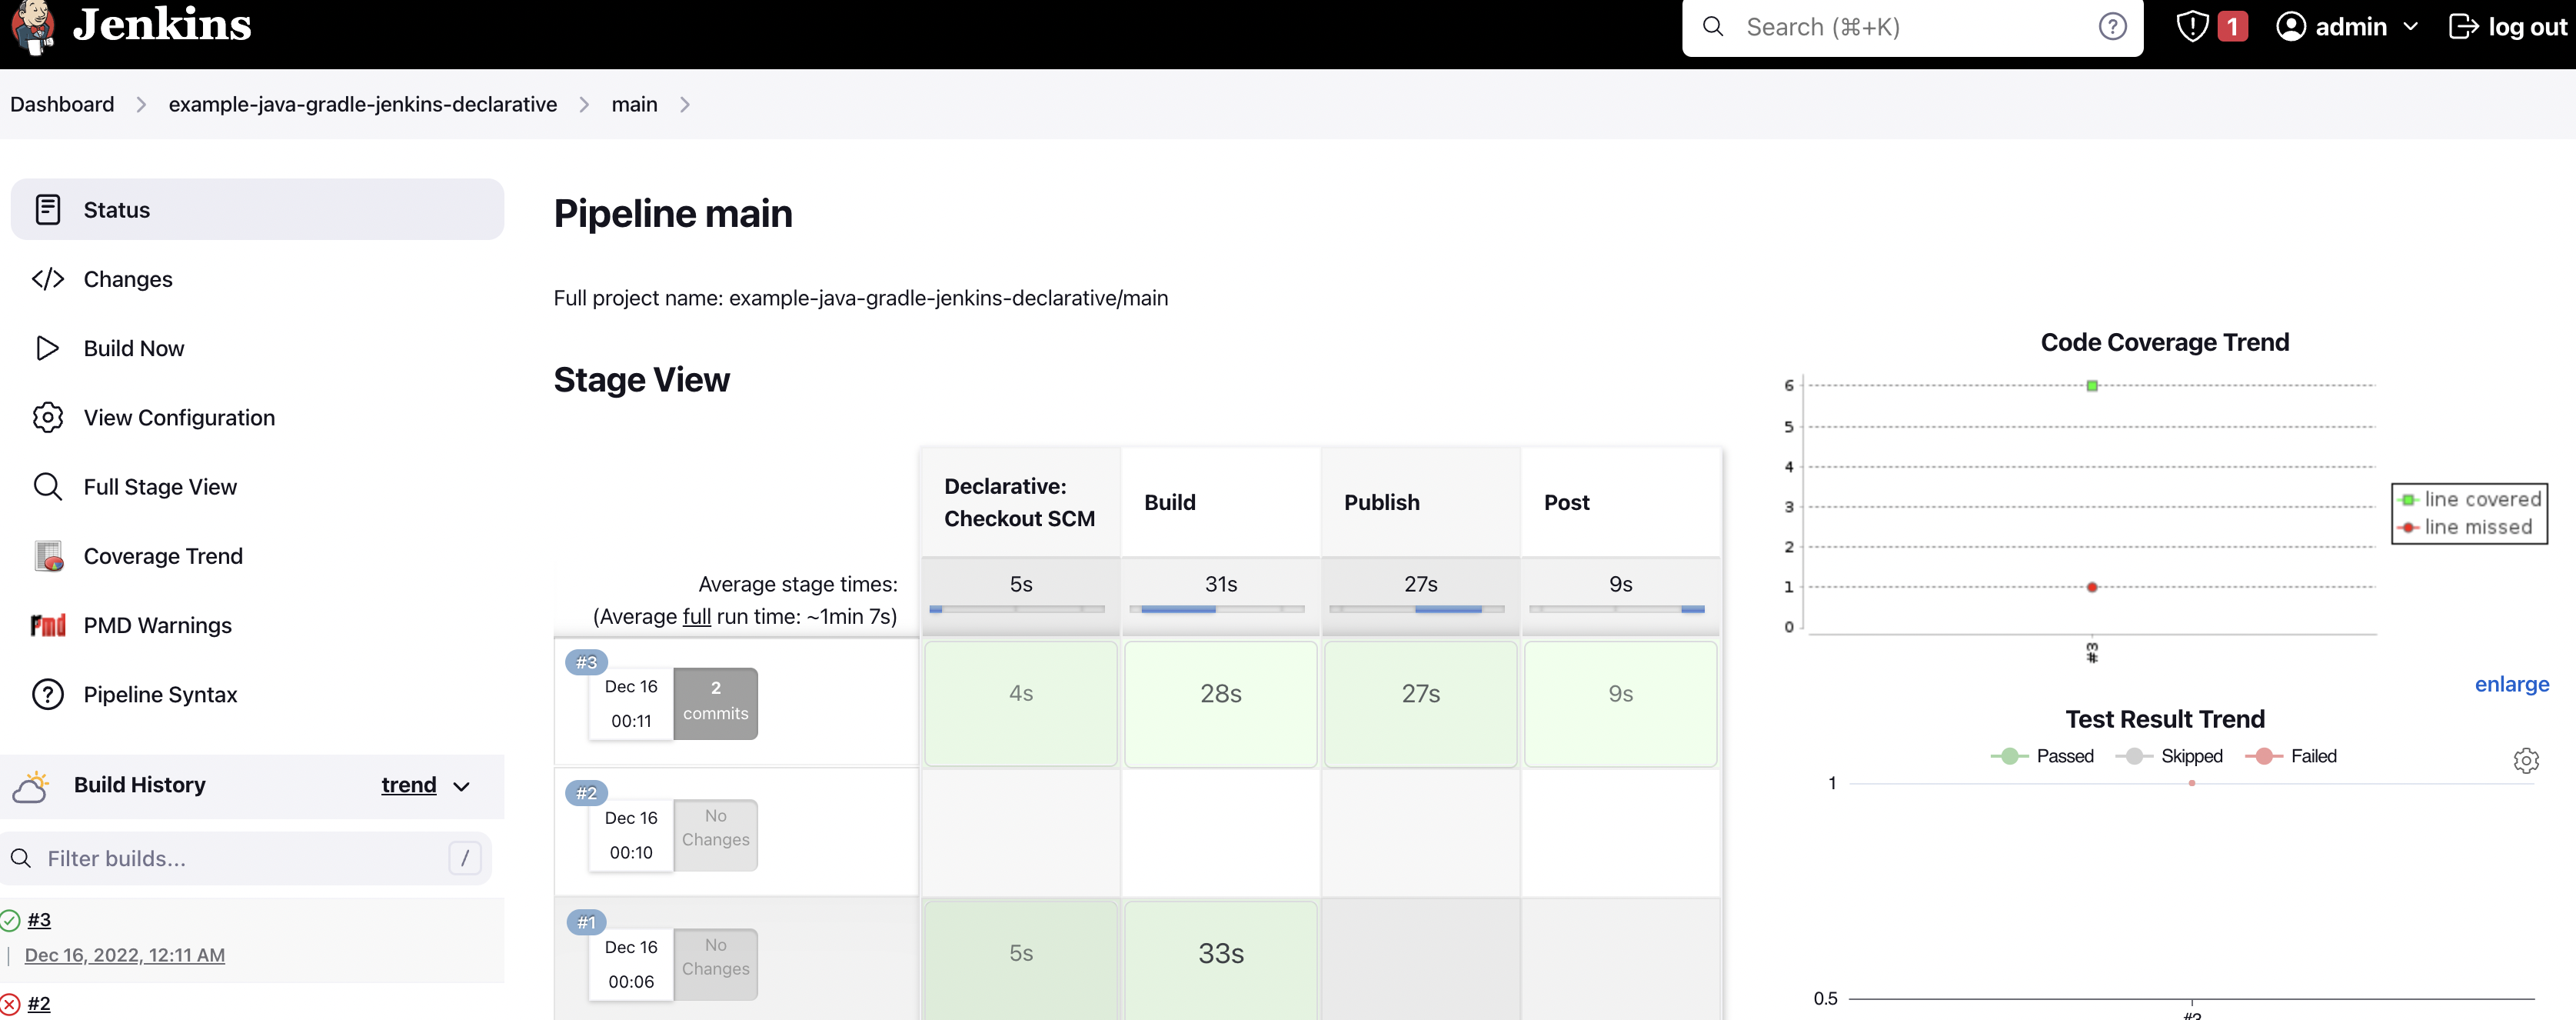 Jenkins
Search (⌘+K)
1
admin
log out
Dashboard
example-java-gradle-jenkins-declarative
main
Status
Changes
Build Now
View Configuration
Full Stage View
Coverage Trend
PMD Warnings
Pipeline Syntax
Build History
trend
Filter builds...
/
#3
Dec 16, 2022, 12:11 AM
#2
Pipeline main
Full project name: example-java-gradle-jenkins-declarative/main
Stage View
Declarative:
Checkout SCM
Build
Publish
Post
Average stage times:
(Average full run time: ~1min 7s)
5s
31s
27s
9s
#3
Dec 16
00:11
2
commits
4s
28s
27s
9s
#2
Dec 16
00:10
No
Changes
#1
Dec 16
00:06
No
Changes
5s
33s
Code Coverage Trend
6
5
4
3
2
1
0
#3
line covered
line missed
enlarge
Test Result Trend
Passed
Skipped
Failed
1
0.5
#3